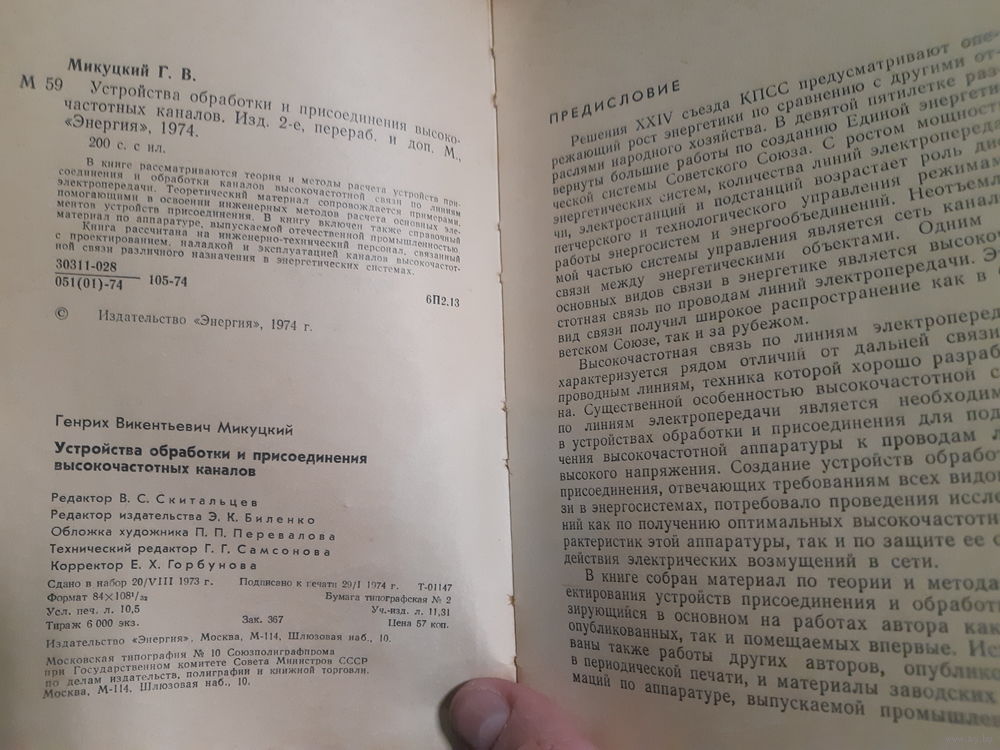 Микуцкий Г. В.
М 59 Устройства обработки и присоединения высоко-
частотных каналов. Изд. 2-е, перераб. и доп. М.,
«Энергия», 1974.
200 с. с ил.
В книге рассматриваются теория и методы расчета устройств при-
соединения и обработки каналов высокочастотной связи по линиям
электропередачи. Теоретический материал сопровождается примерами,
помогающими в освоении инженерных методов расчета основных эле-
ментов устройств присоединения. В книгу включен также справочный
материал по аппаратуре, выпускаемой отечественной промышленностью.
Книга рассчитана на инженерно-технический персонал, связанный
с проектированием, наладкой и эксплуатацией каналов высокочастот-
ной связи различного назначения в энергетических системах.
30311-028
051(01)-74 105-74
6П2.13
© Издательство «Энергия», 1974 г.
Генрих Викентьевич Микуцкий
Устройства обработки и присоединения
высокочастотных каналов
Редактор В. С. Скитальцев
Редактор издательства Э. К. Биленко
Обложка художника П. П. Перевалова
Технический редактор Г. Г. Самсонова
Корректор Е. Х. Горбунова
Сдано в набор 20/VIII 1973 г. Подписано к печати 29/I 1974 г. Т-01147
Формат 84×108¹/₃₂ Бумага типографская № 2
Усл. печ. л. 10,5 Уч.-изд. л. 11,31
Тираж 6 000 экз. Зак. 367 Цена 57 коп.
Издательство «Энергия», Москва, М-114, Шлюзовая наб., 10.
Московская типография № 10 Союзполиграфпрома
при Государственном комитете Совета Министров СССР
по делам издательств, полиграфии и книжной торговли.
Москва, М-114, Шлюзовая наб., 10.
ПРЕДИСЛОВИЕ
Решения XXIV съезда КПСС предусматривают опе-
режающий рост энергетики по сравнению с другими от-
раслями народного хозяйства. В девятой пятилетке раз-
вернуты большие работы по созданию Единой энергети
ческой системы Советского Союза. С ростом мощност
энергетических систем, количества линий электропереда
чи, электростанций и подстанций возрастает роль дис
петчерского и технологического управления режимам
работы энергосистем и энергообъединений. Неотъемл
мой частью системы управления является сеть канал
связи между энергетическими объектами. Одним
основных видов связи в энергетике является высоко
стотная связь по проводам линий электропередачи. Э
вид связи получил широкое распространение как в
ветском Союзе, так и за рубежом.
Высокочастотная связь по линиям электроперед
характеризуется рядом отличий от дальней связи
проводным линиям, техника которой хорошо разраб
на. Существенной особенностью высокочастотной с
по линиям электропередачи является необходим
в устройствах обработки и присоединения для под
чения высокочастотной аппаратуры к проводам л
высокого напряжения. Создание устройств обработ
присоединения, отвечающих требованиям всех видо
зи в энергосистемах, потребовало проведения иссле
ний как по получению оптимальных высокочастотн
рактеристик этой аппаратуры, так и по защите ее о
действия электрических возмущений в сети.
В книге собран материал по теории и метода
ектирования устройств присоединения и обработ
зирующийся в основном на работах автора как
опубликованных, так и помещаемых впервые. Ис
ваны также работы других авторов, опублико
в периодической печати, и материалы заводских
маций по аппаратуре, выпускаемой промышлен